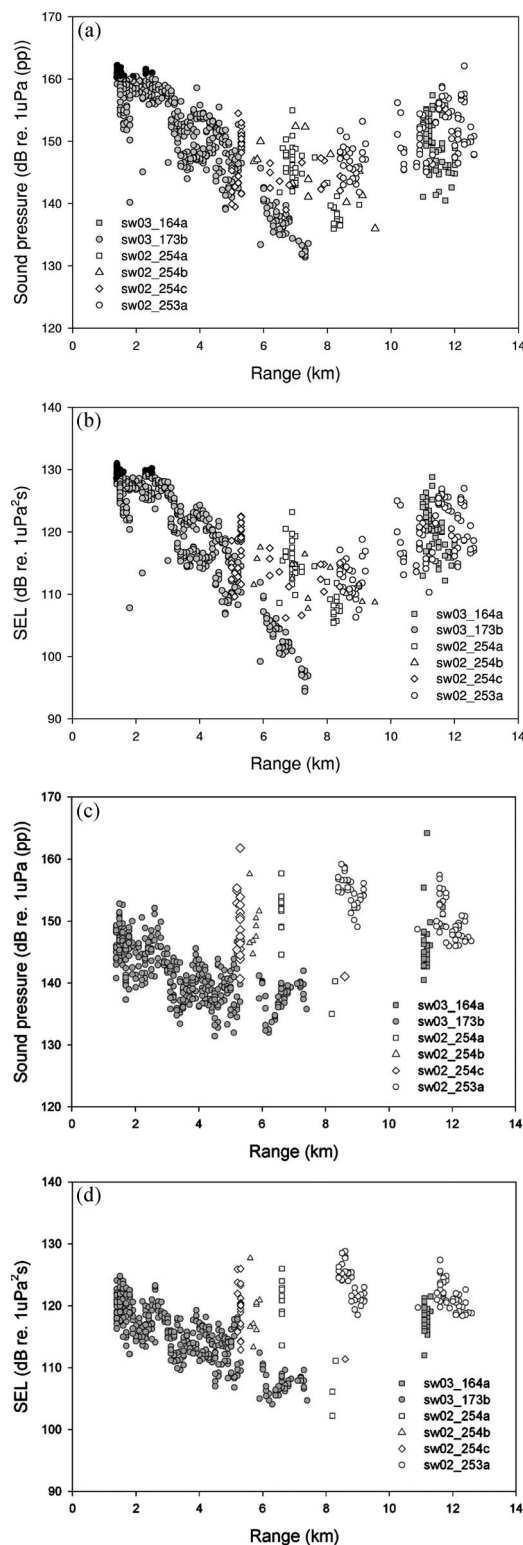 (a)
Sound pressure (dB re. 1uPa (pp))
170
160
150
140
130
120
sw03_164a
sw03_173b
sw02_254a
sw02_254b
sw02_254c
sw02_253a
0 2 4 6 8 10 12 14
Range (km)
(b)
SEL (dB re. 1uPa²s)
140
130
120
110
100
90
sw03_164a
sw03_173b
sw02_254a
sw02_254b
sw02_254c
sw02_253a
0 2 4 6 8 10 12 14
Range (km)
(c)
Sound pressure (dB re. 1uPa (pp))
170
160
150
140
130
120
sw03_164a
sw03_173b
sw02_254a
sw02_254b
sw02_254c
sw02_253a
0 2 4 6 8 10 12 14
Range (km)
(d)
SEL (dB re. 1uPa²s)
140
130
120
110
100
90
sw03_164a
sw03_173b
sw02_254a
sw02_254b
sw02_254c
sw02_253a
0 2 4 6 8 10 12 14
Range (km)